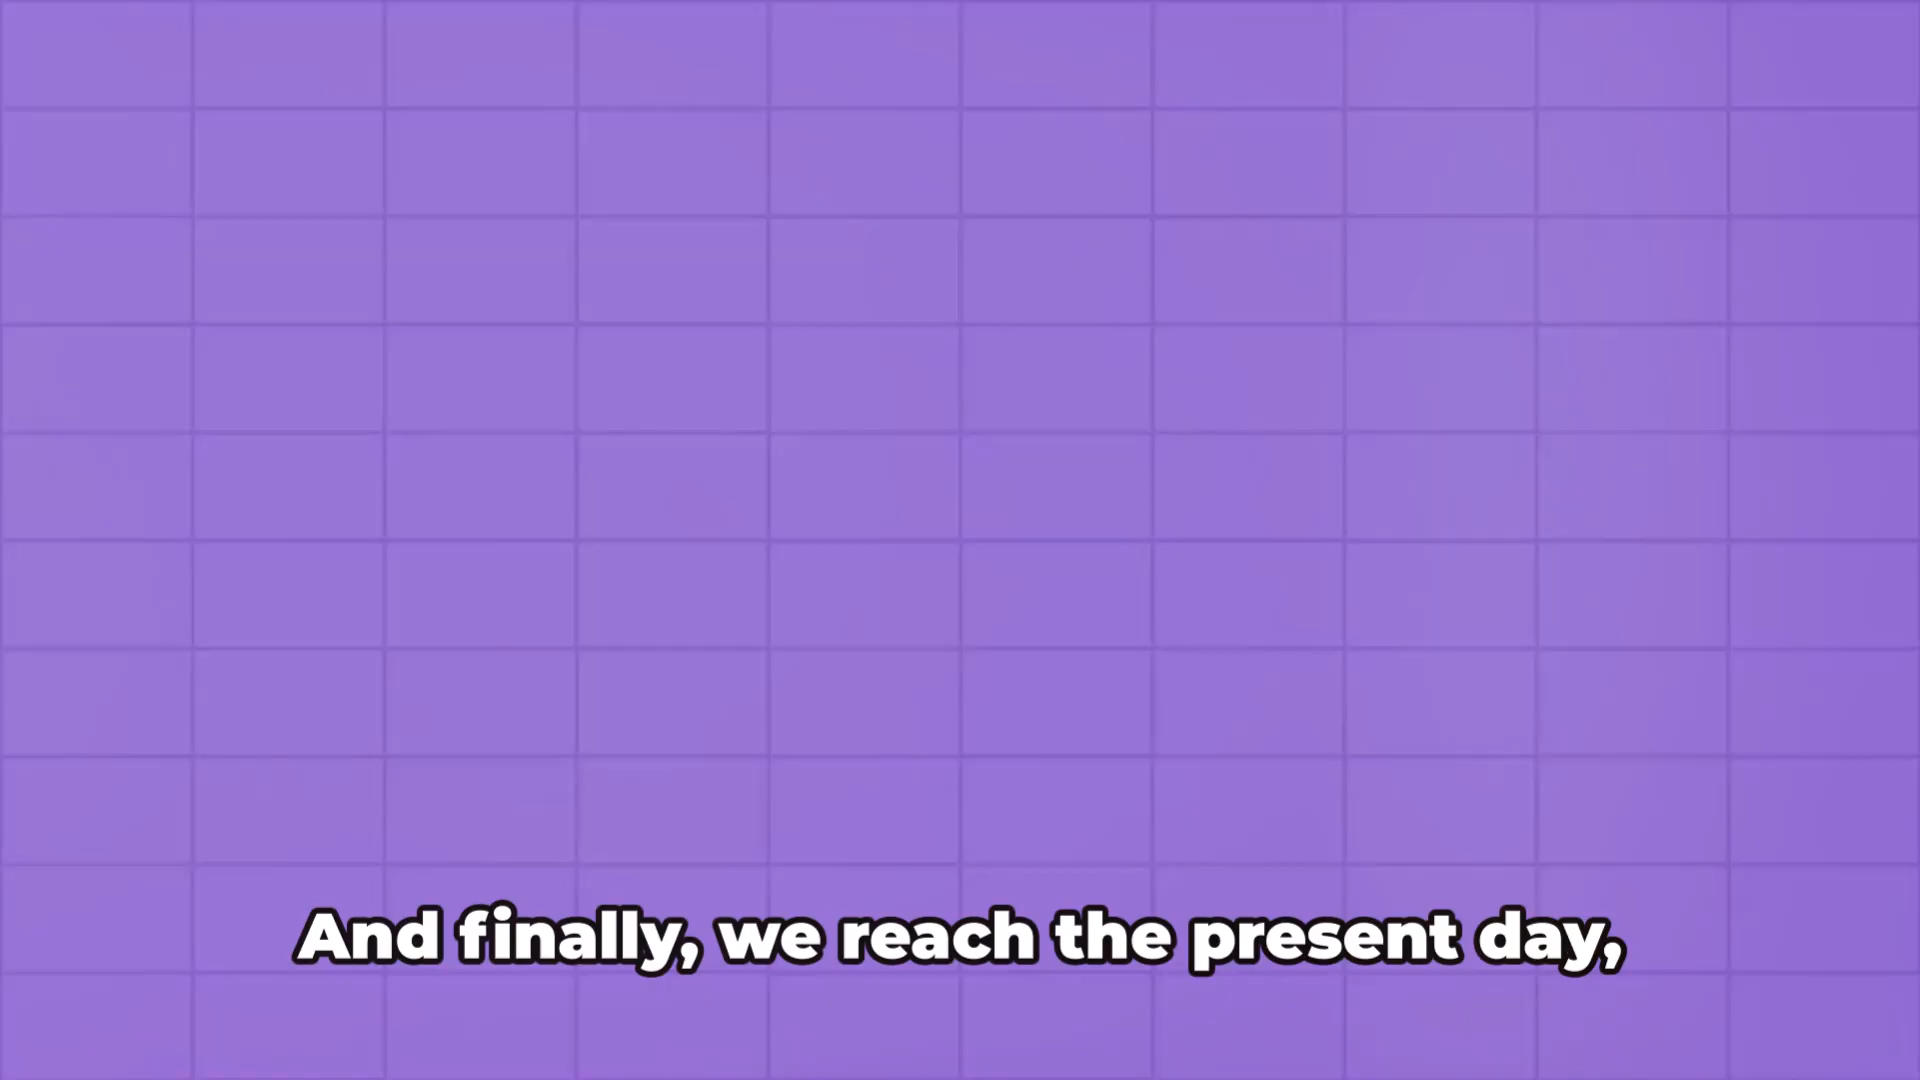 And finally, we reach the present day,